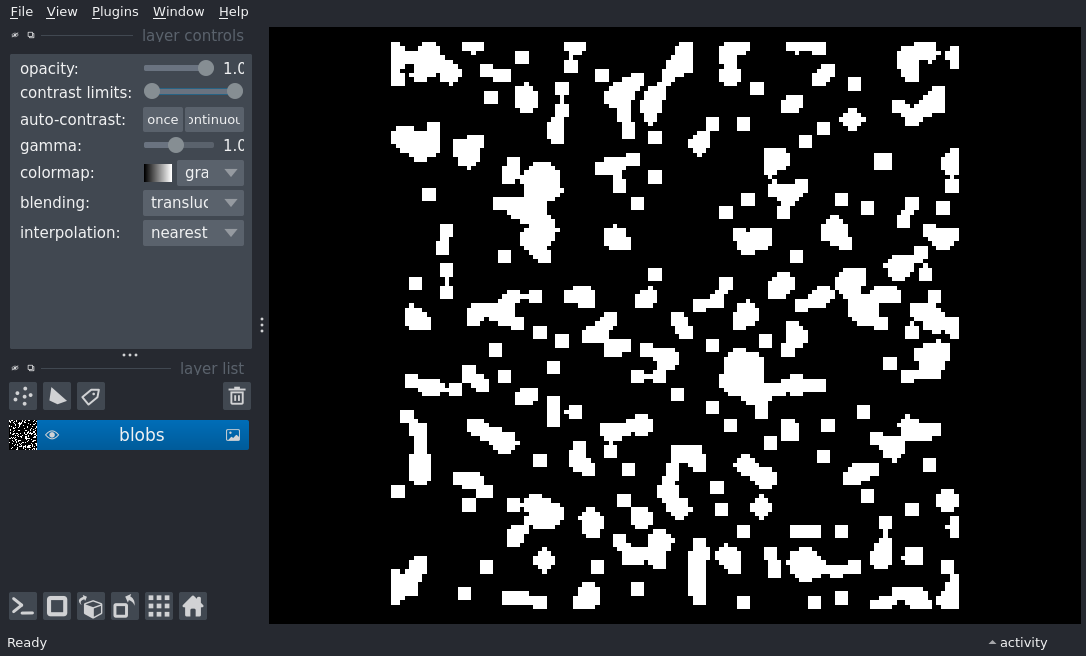 File View Plugins Window Help
layer controls
opacity: 1.0
contrast limits:
auto-contrast: once ontinuou
gamma: 1.0
colormap: gra
blending: transluc
interpolation: nearest
layer list
blobs
Ready
activity